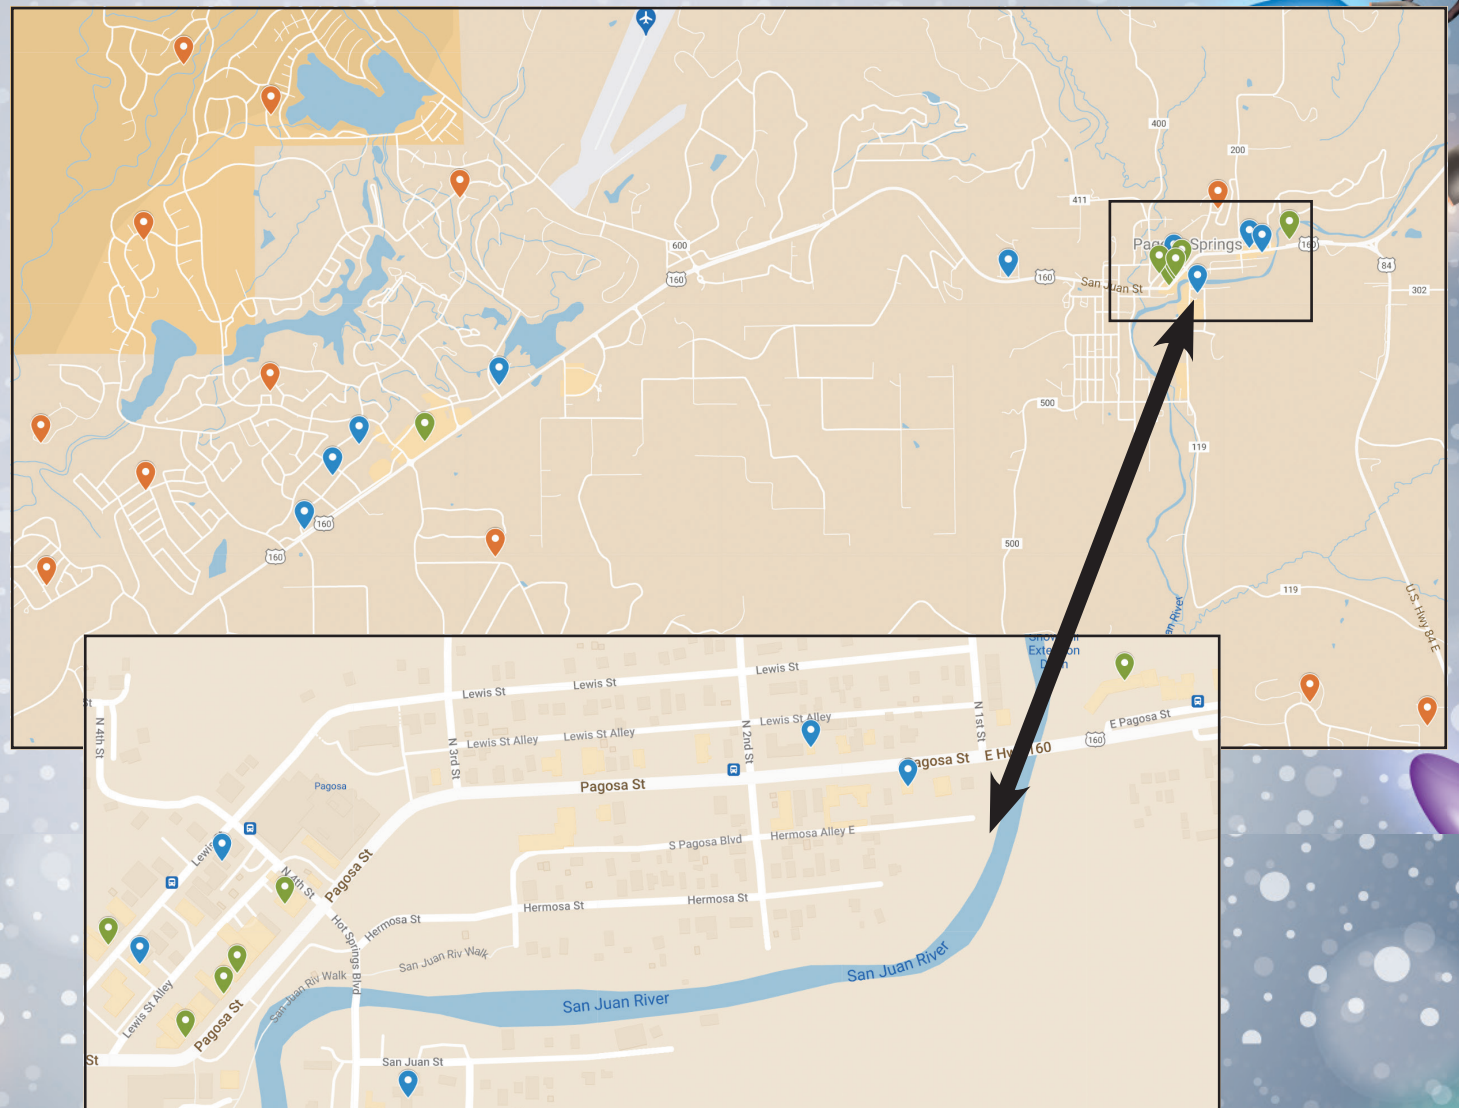 400
200
411
600
160
Pagosa Springs
160
84
160
San Juan St
302
500
119
160
160
500
119
U.S. Hwy 84 E
an River
Extension
Lewis St
Lewis St
Lewis St
St
N 4th St
N 3rd St
Lewis St Alley
Lewis St Alley
N 2nd St
Lewis St Alley
N 1st St
E Pagosa St
160
Pagosa St
agosa St
E Hwy 160
Pagosa
S Pagosa Blvd
Hermosa Alley E
Lewis
N 4th St
Pagosa St
Hermosa St
Hermosa St
Hermosa St
Hot Springs Blvd
San Juan Riv Walk
San Juan Riv Walk
San Juan River
San Juan River
Lewis St Alley
Pagosa St
St
San Juan St